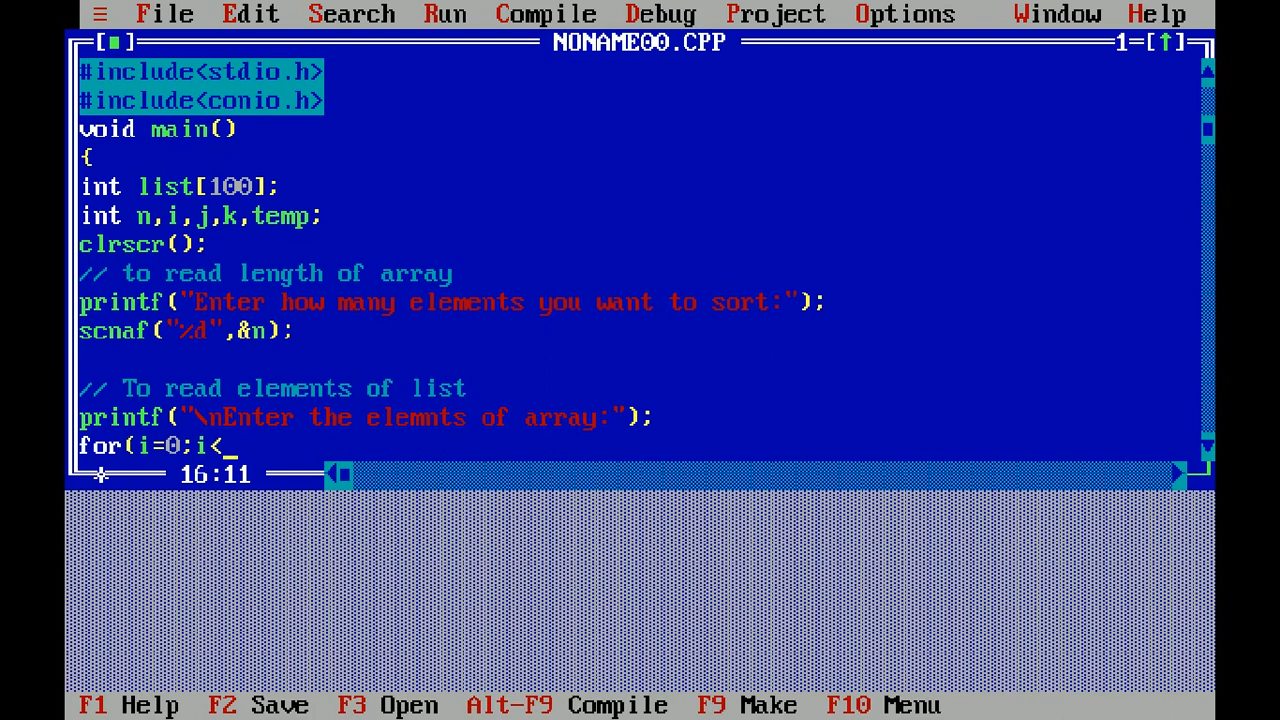 ≡ File Edit Search Run Compile Debug Project Options Window Help
[■] NONAME00.CPP 1=[↑]
#include<stdio.h>
#include<conio.h>
void main()
{
int list[100];
int n,i,j,k,temp;
clrscr();
// to read length of array
printf("Enter how many elements you want to sort:");
scnaf("%d",&n);
// To read elements of list
printf("\nEnter the elemnts of array:");
for(i=0;i<_
16:11
F1 Help F2 Save F3 Open Alt-F9 Compile F9 Make F10 Menu